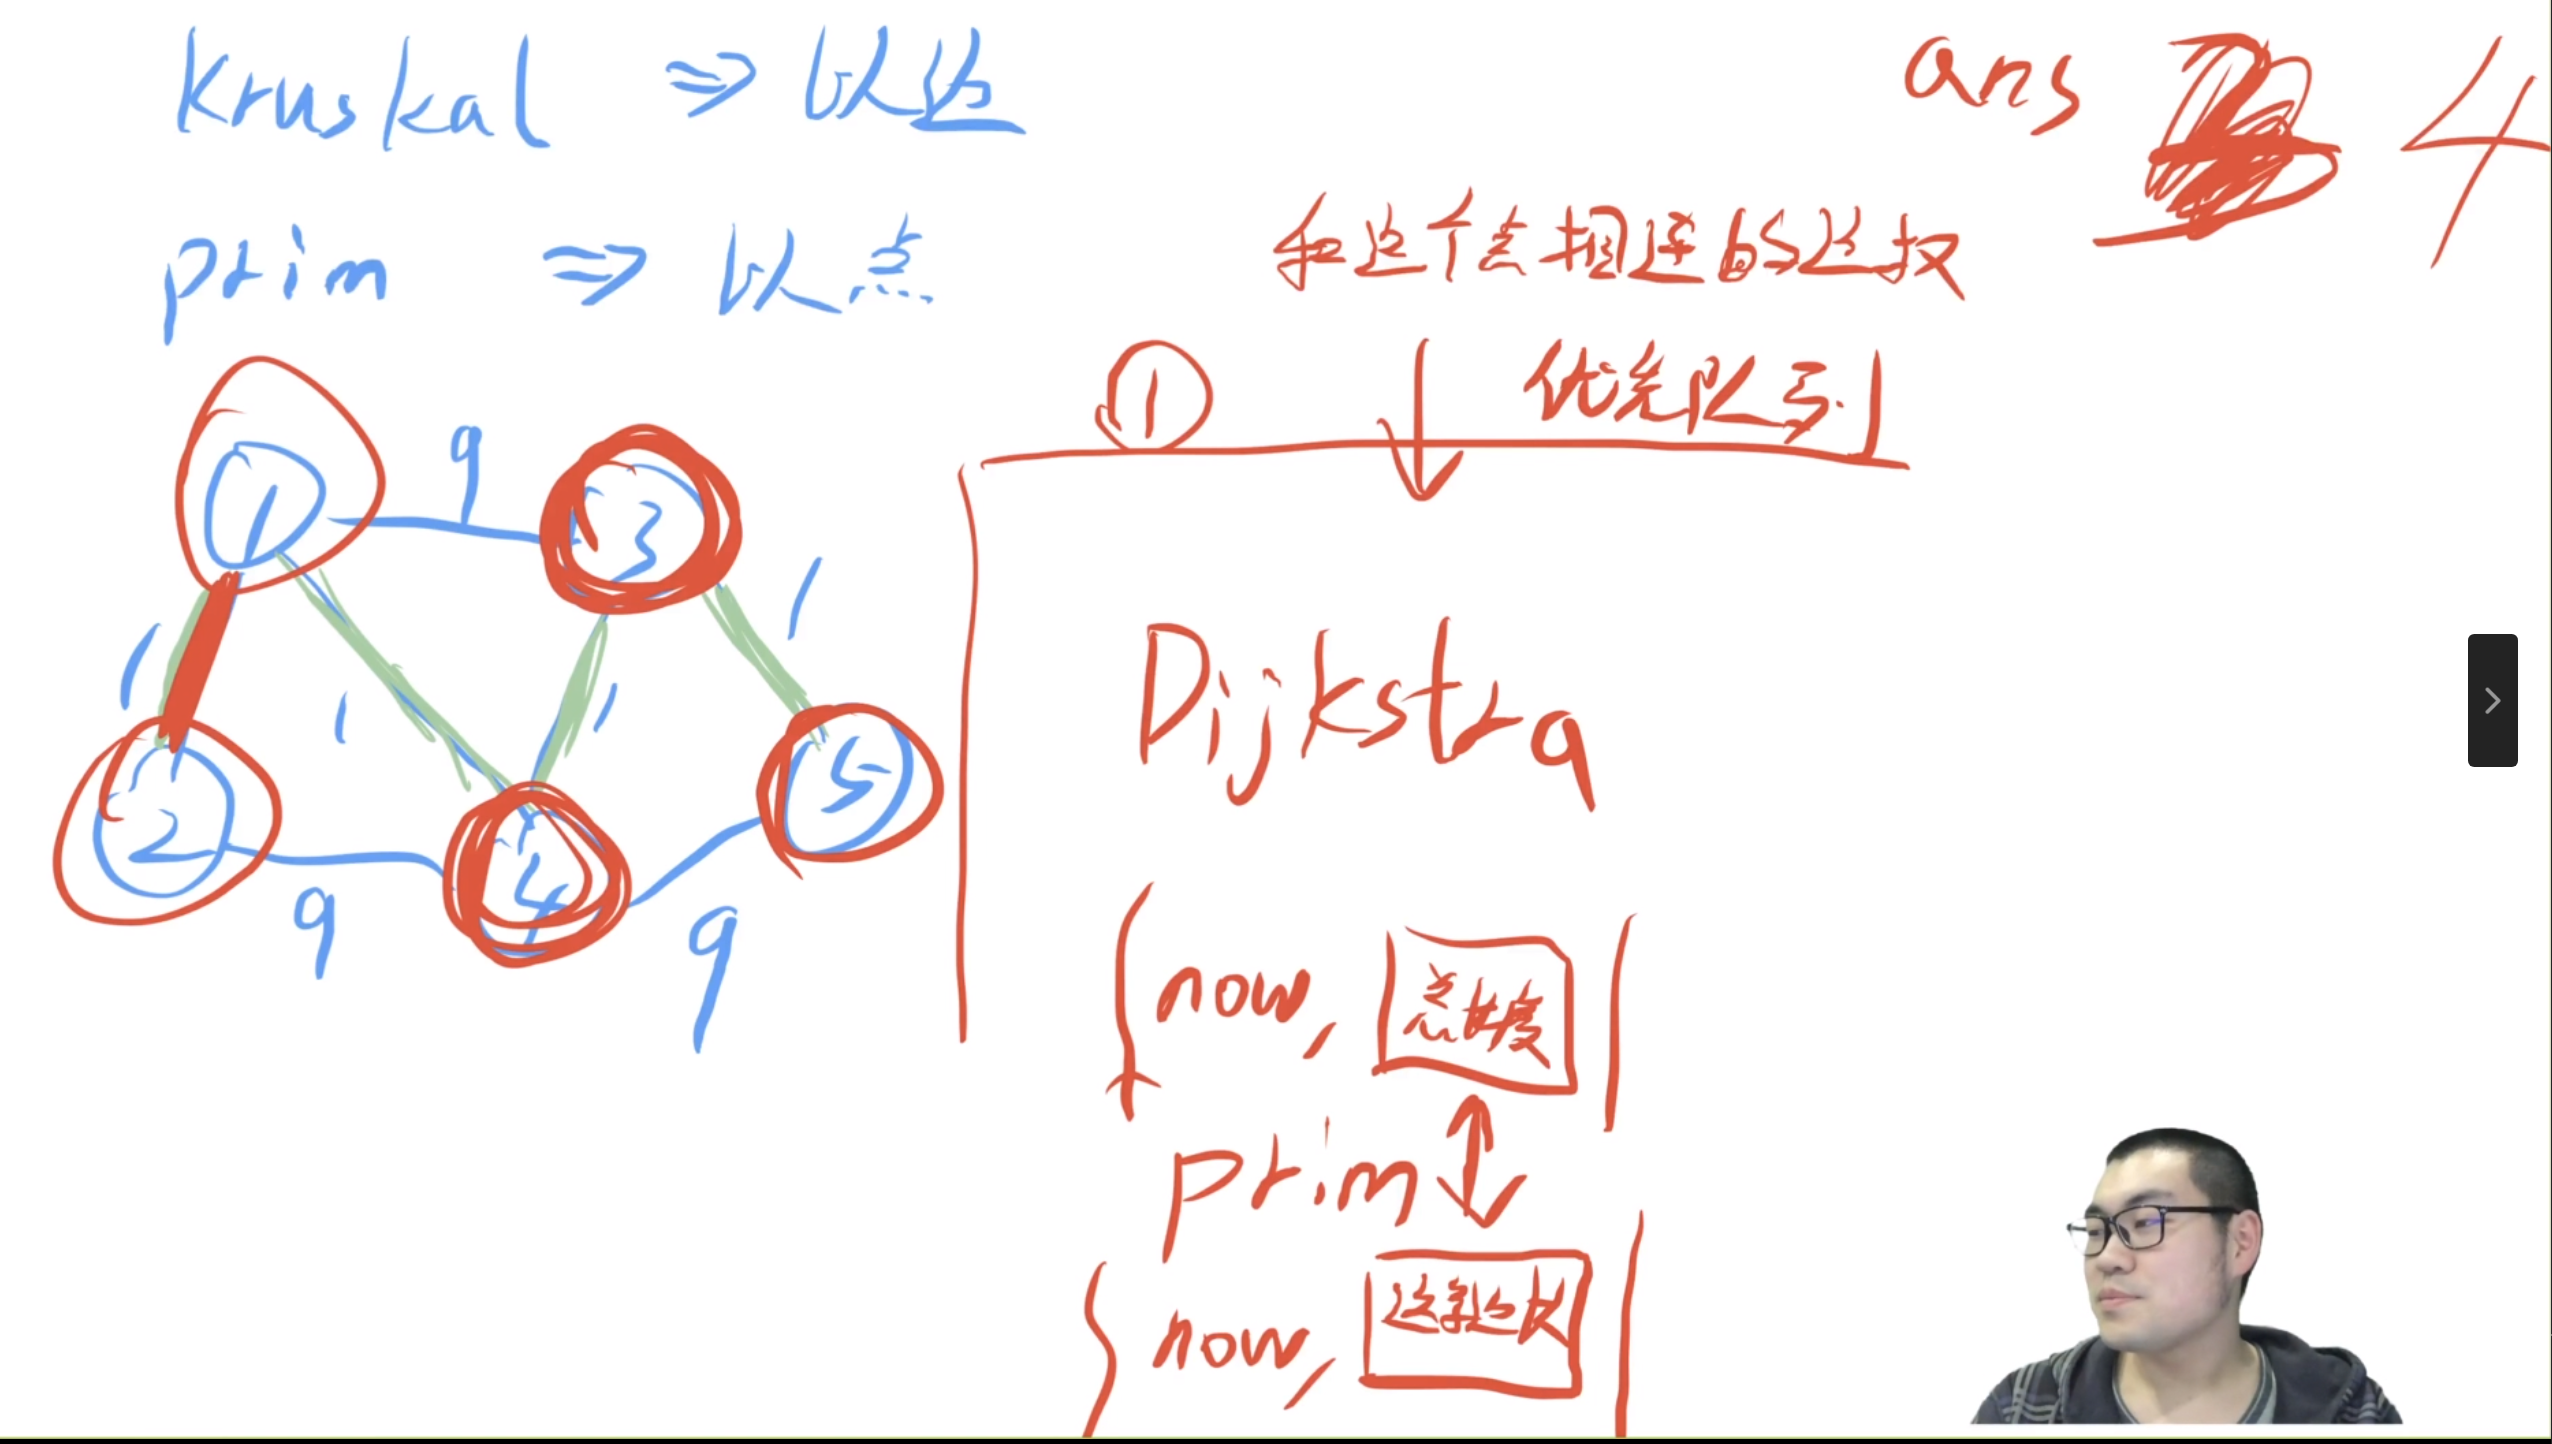 kruskal ⇒ 以边
prim ⇒ 以点
ans 4
和这个点相连的边权
① 优先队列
1 9 3
1 1 1 1
2 4 5
9 9
Dijkstra
now, 总长度
prim
now, 这条边长